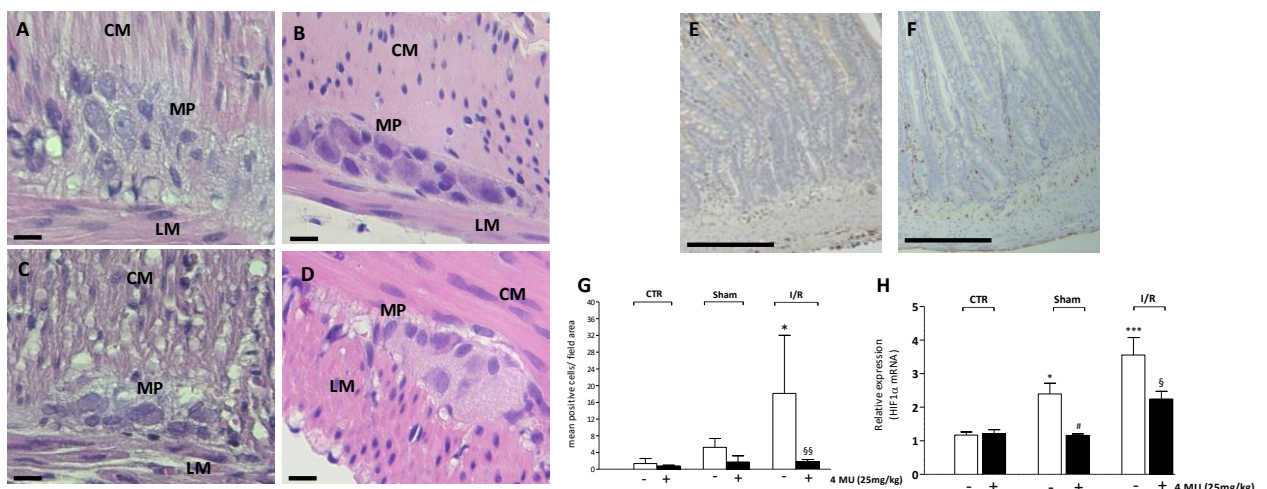 A
CM
MP
LM
B
CM
MP
LM
C
CM
MP
LM
D
MP
CM
LM
E
F
G
CTR
Sham
I/R
mean positive cells/ field area
40
36
32
28
24
20
16
12
8
4
0
*
§§
- + - + - + 4 MU (25mg/kg)
H
CTR
Sham
I/R
Relative expression
(HIF1α mRNA)
5
4
3
2
1
0
*
#
***
§
- + - + - + 4 MU (25mg/kg)